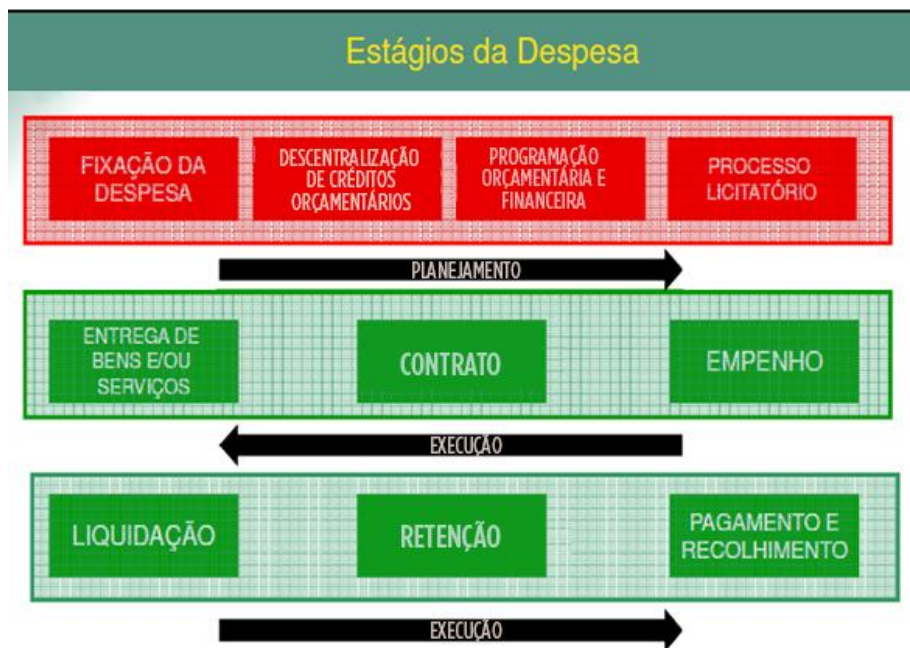 Estágios da Despesa
FIXAÇÃO DA
DESPESA
DESCENTRALIZAÇÃO
DE CRÉDITOS
ORÇAMENTÁRIOS
PROGRAMAÇÃO
ORÇAMENTÁRIA E
FINANCEIRA
PROCESSO
LICITATÓRIO
PLANEJAMENTO
ENTREGA DE
BENS E/OU
SERVIÇOS
CONTRATO
EMPENHO
EXECUÇÃO
LIQUIDAÇÃO
RETENÇÃO
PAGAMENTO E
RECOLHIMENTO
EXECUÇÃO